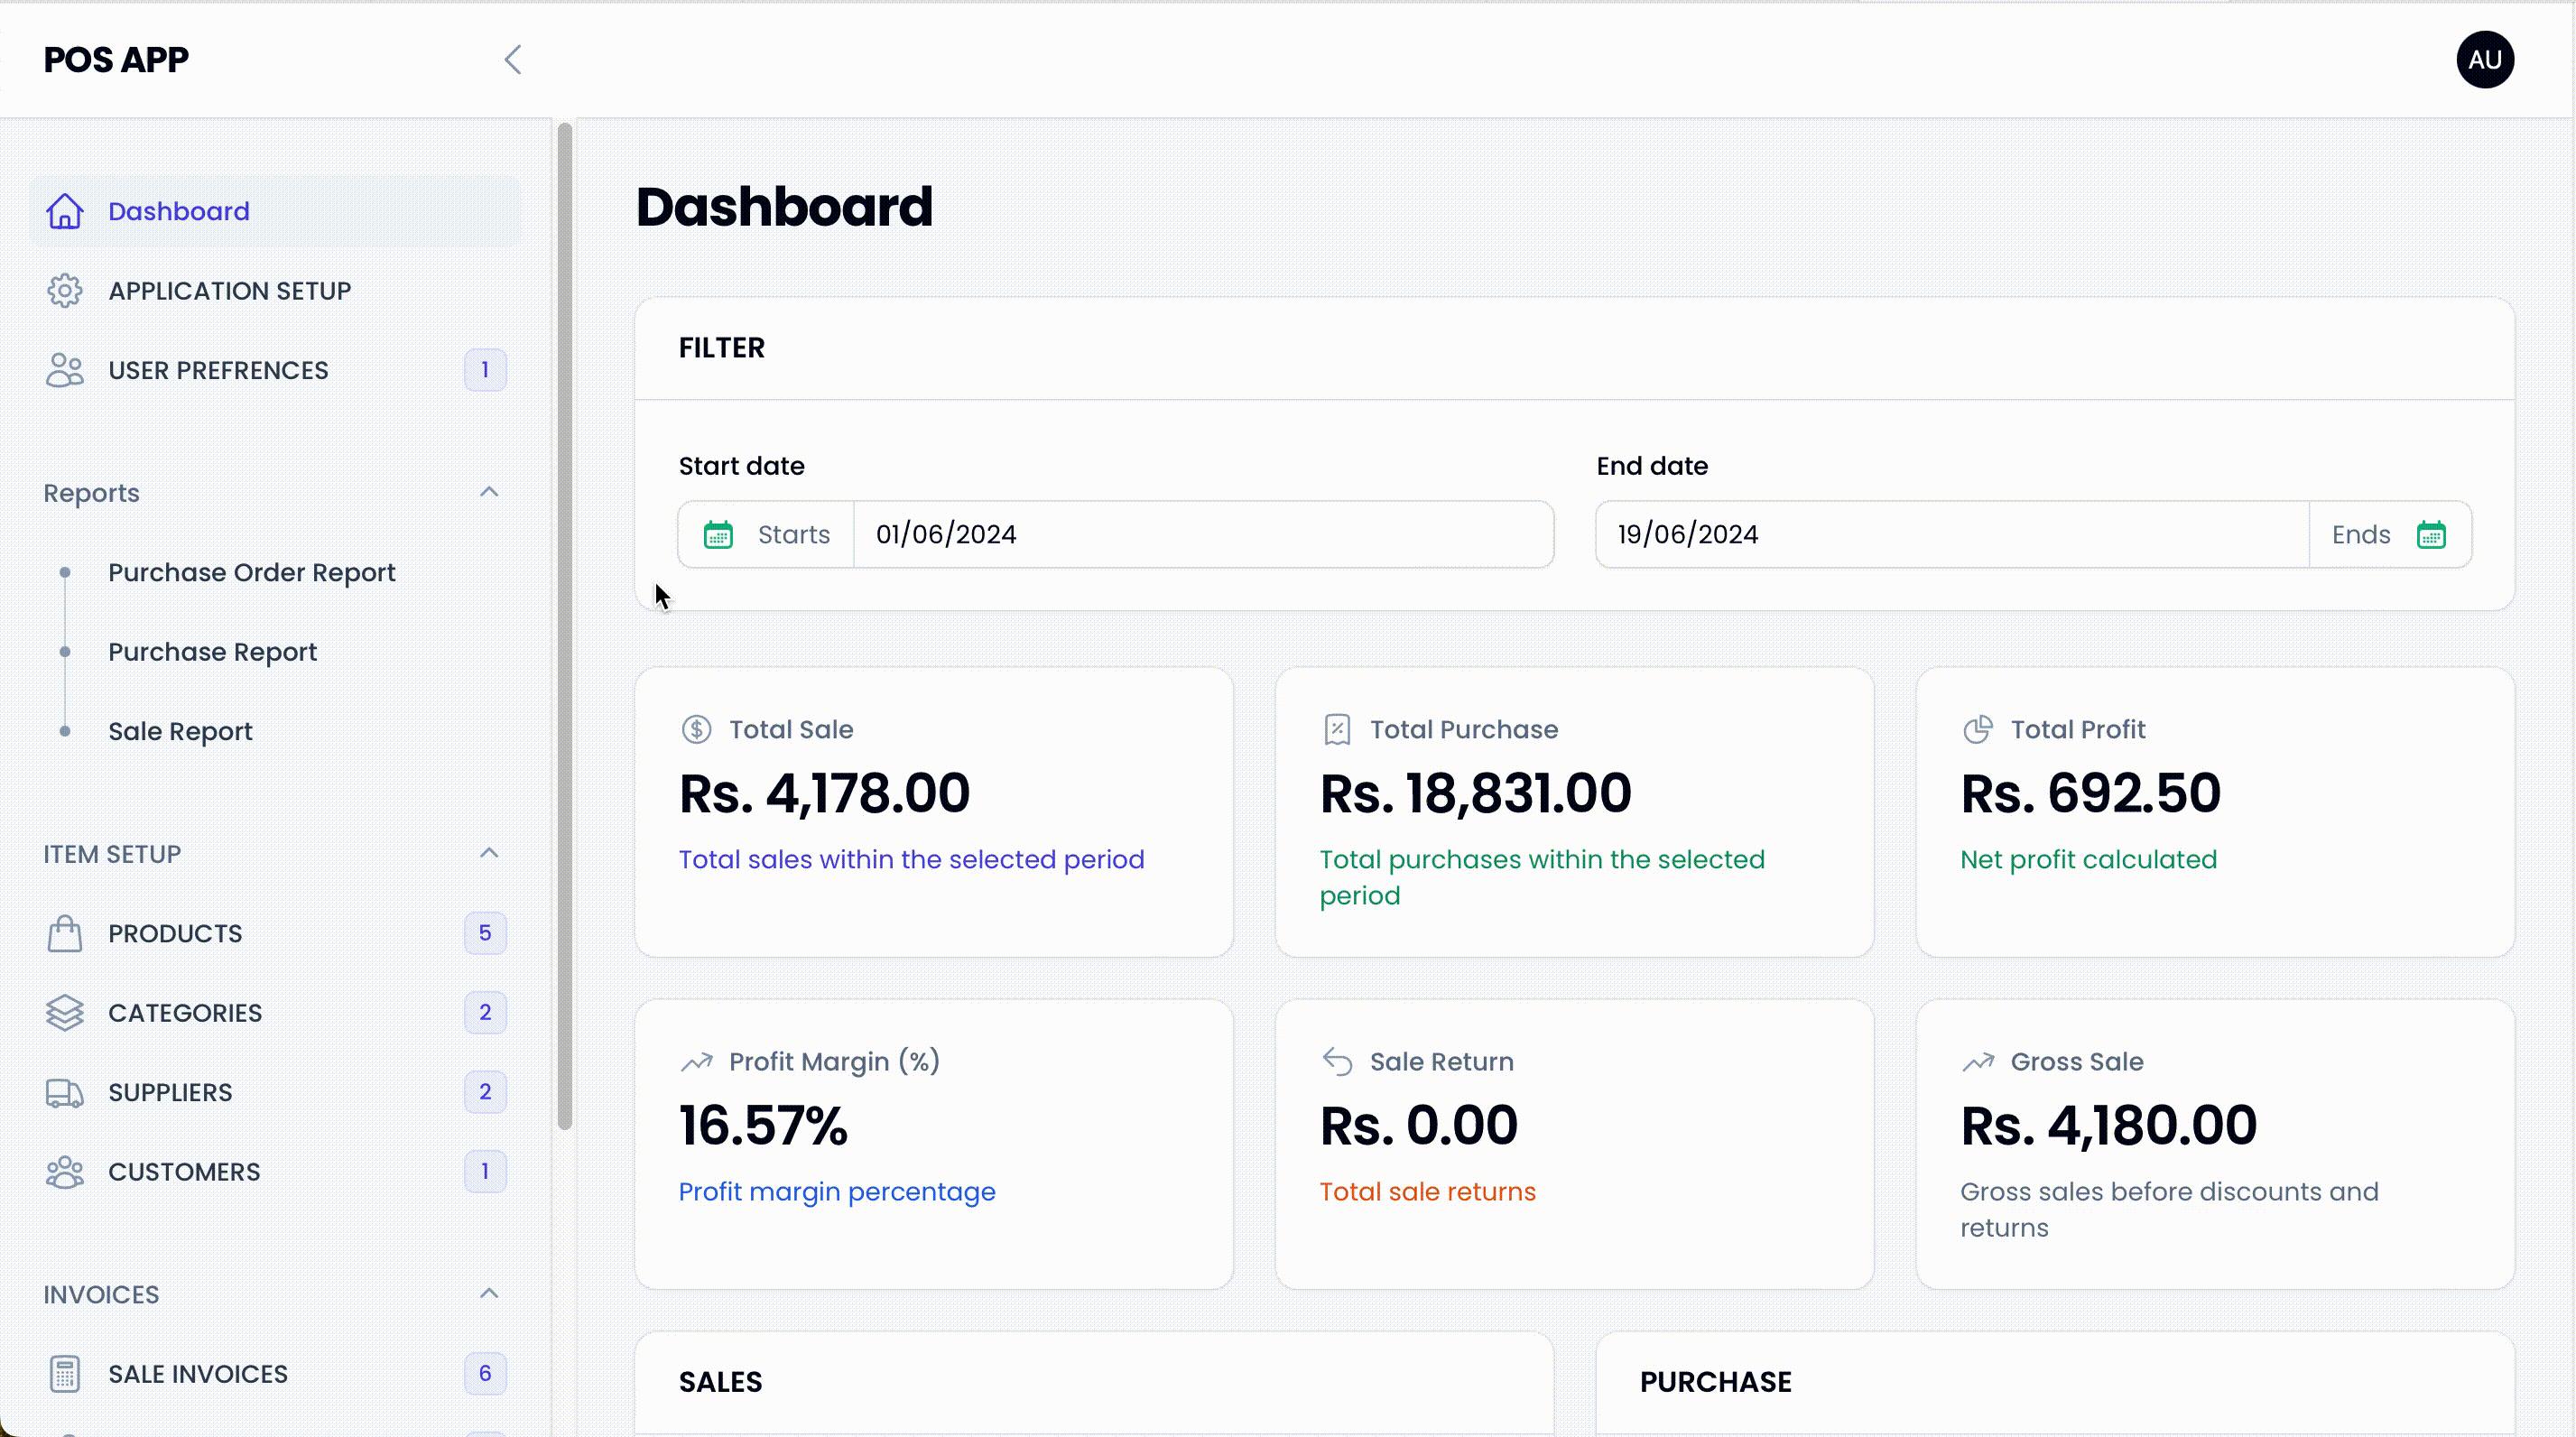 POS APP
AU
Dashboard
APPLICATION SETUP
USER PREFRENCES
1
Reports
Purchase Order Report
Purchase Report
Sale Report
ITEM SETUP
PRODUCTS
5
CATEGORIES
2
SUPPLIERS
2
CUSTOMERS
1
INVOICES
SALE INVOICES
6
Dashboard
FILTER
Start date
Starts
01/06/2024
End date
19/06/2024
Ends
Total Sale
Rs. 4,178.00
Total sales within the selected period
Total Purchase
Rs. 18,831.00
Total purchases within the selected
period
Total Profit
Rs. 692.50
Net profit calculated
Profit Margin (%)
16.57%
Profit margin percentage
Sale Return
Rs. 0.00
Total sale returns
Gross Sale
Rs. 4,180.00
Gross sales before discounts and
returns
SALES
PURCHASE